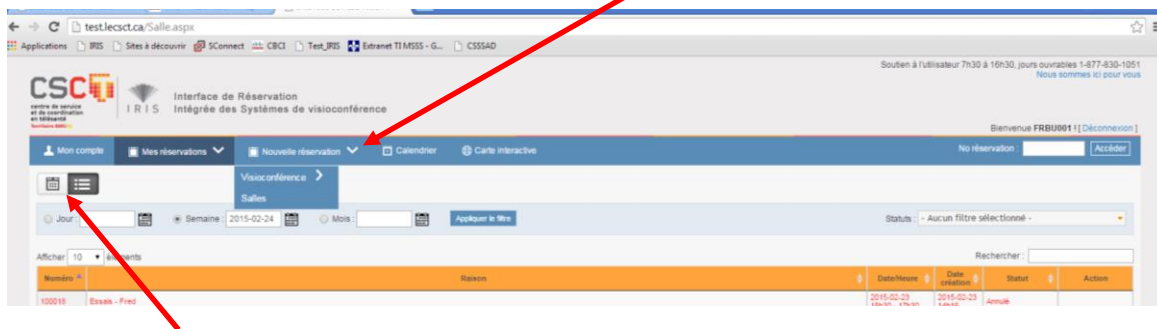 test.lecsct.ca/Salle.aspx
Applications IRIS Sites à découvrir SConnect CBCI Test_IRIS Extranet TI MSSS - G... CSSSAD
Soutien à l'utilisateur 7h30 à 16h30, jours ouvrables 1-877-830-1051
Nous sommes ici pour vous
CSCT
centre de service
et de coordination
en télésanté
IRIS
Interface de Réservation
Intégrée des Systèmes de visioconférence
Bienvenue FRBU001 ! [ Déconnexion ]
Mon compte Mes réservations Nouvelle réservation Calendrier Carte interactive No réservation : Accéder
Visioconférence
Salles
Jour : Semaine : 2015-02-24 Mois : Appliquer le filtre Statuts : - Aucun filtre sélectionné -
Afficher 10 éléments Rechercher :
Numéro Raison Date/Heure Date création Statut Action
100018 Essais - Fred 2015-02-23 2015-02-23 Annulé